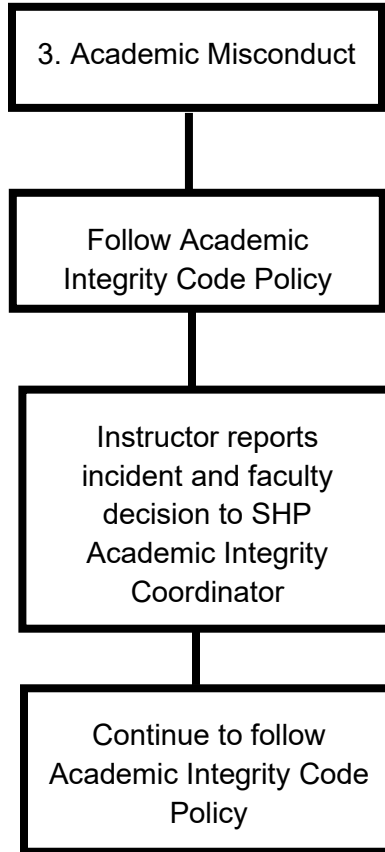 3. Academic Misconduct
Follow Academic
Integrity Code Policy
Instructor reports
incident and faculty
decision to SHP
Academic Integrity
Coordinator
Continue to follow
Academic Integrity Code
Policy